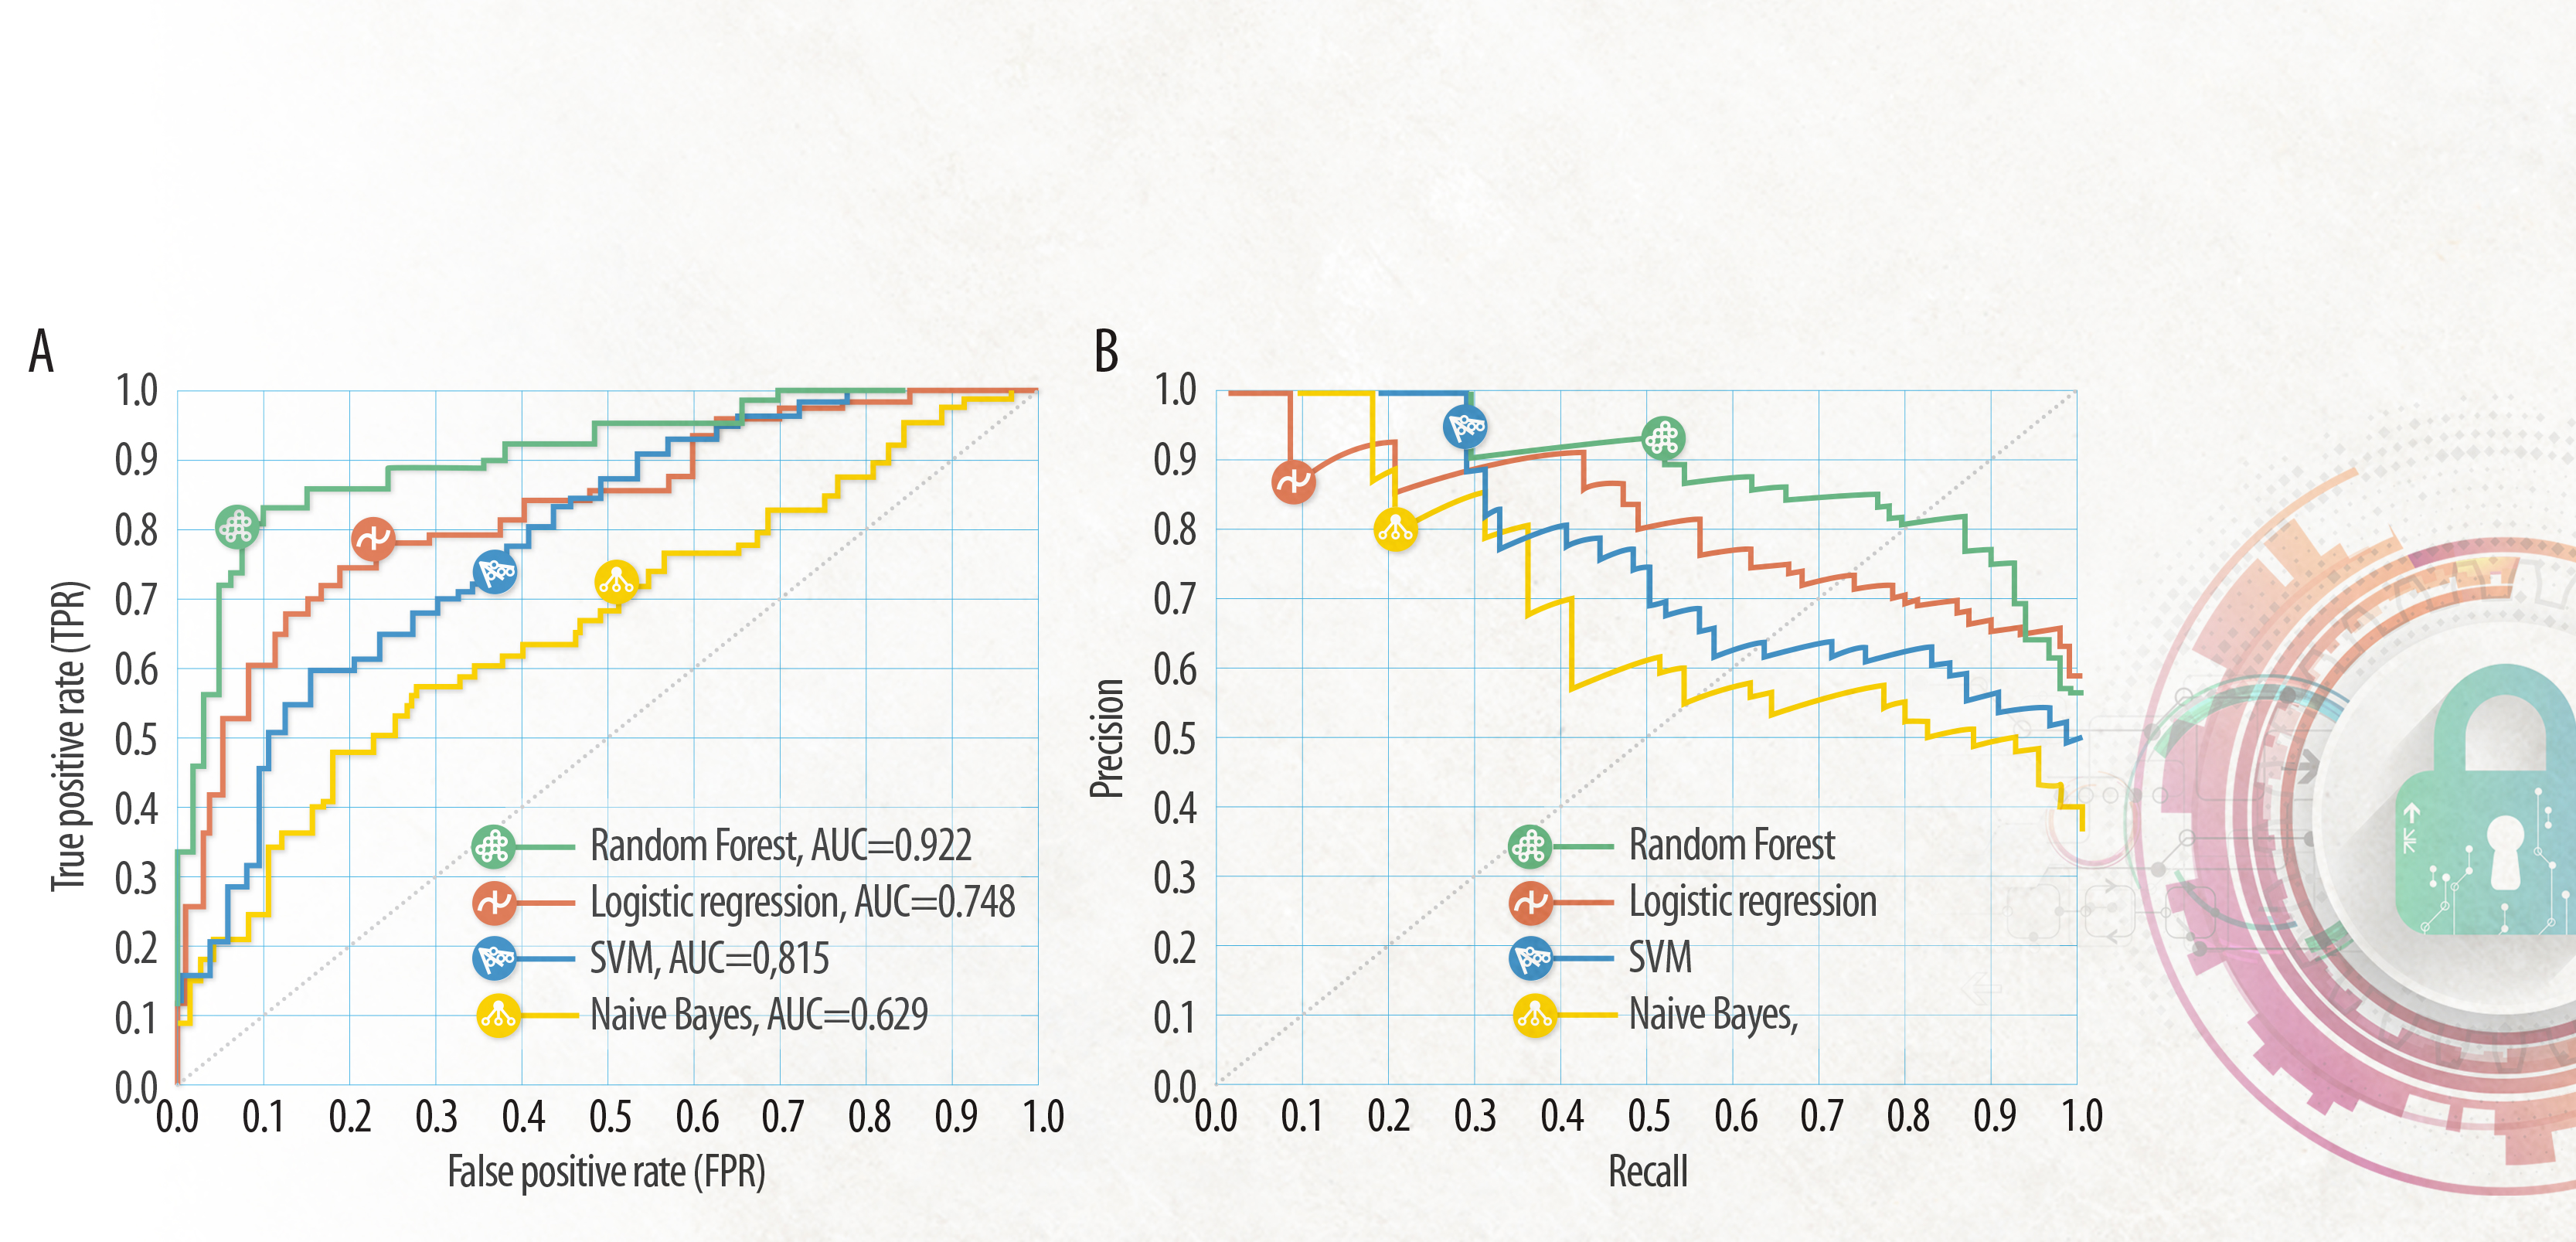 A
1.0
0.9
0.8
0.7
0.6
0.5
0.4
0.3
0.2
0.1
0.0
True positive rate (TPR)
Random Forest, AUC=0.922
Logistic regression, AUC=0.748
SVM, AUC=0,815
Naive Bayes, AUC=0.629
0.0 0.1 0.2 0.3 0.4 0.5 0.6 0.7 0.8 0.9 1.0
False positive rate (FPR)
B
1.0
0.9
0.8
0.7
0.6
0.5
0.4
0.3
0.2
0.1
0.0
Precision
Random Forest
Logistic regression
SVM
Naive Bayes,
0.0 0.1 0.2 0.3 0.4 0.5 0.6 0.7 0.8 0.9 1.0
Recall